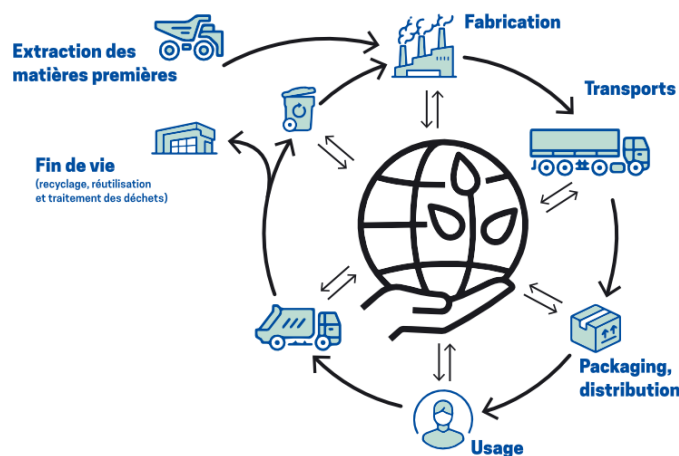 Extraction des
matières premières
Fabrication
Transports
Fin de vie
(recyclage, réutilisation
et traitement des déchets)
Packaging,
distribution
Usage